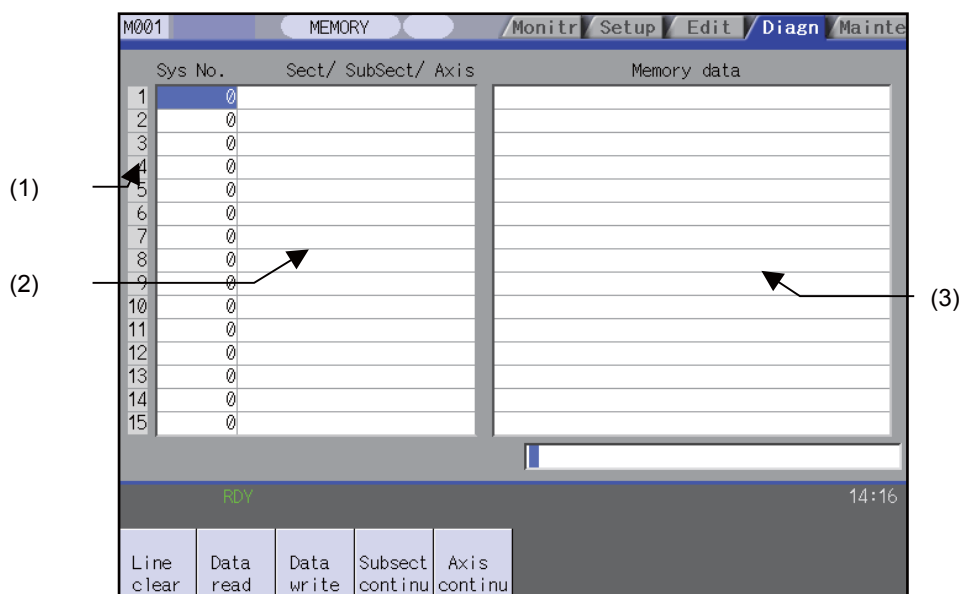 M001 MEMORY Monitr Setup Edit Diagn Mainte
Sys No. Sect/ SubSect/ Axis Memory data
1 0
2 0
3 0
4 0
(1)
5 0
6 0
7 0
8 0
(2)
9 0
(3)
10 0
11 0
12 0
13 0
14 0
15 0
RDY 14:16
Line clear
Data read
Data write
Subsect continu
Axis continu